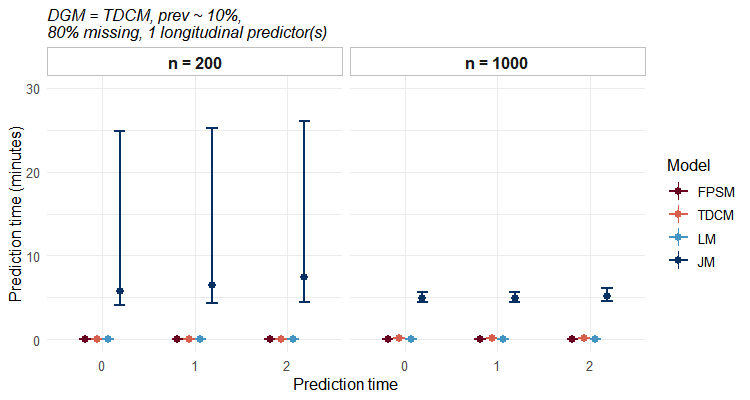 DGM = TDCM, prev ~ 10%,
80% missing, 1 longitudinal predictor(s)
n = 200
n = 1000
30
20
10
0
Prediction time (minutes)
0
1
2
0
1
2
Prediction time
Model
FPSM
TDCM
LM
JM